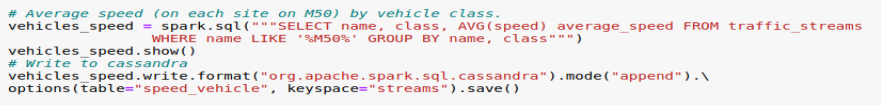 # Average speed (on each site on M50) by vehicle class.
vehicles_speed = spark.sql("""SELECT name, class, AVG(speed) average_speed FROM traffic_streams
WHERE name LIKE '%M50%' GROUP BY name, class""")
vehicles_speed.show()
# Write to cassandra
vehicles_speed.write.format("org.apache.spark.sql.cassandra").mode("append").\
options(table="speed_vehicle", keyspace="streams").save()